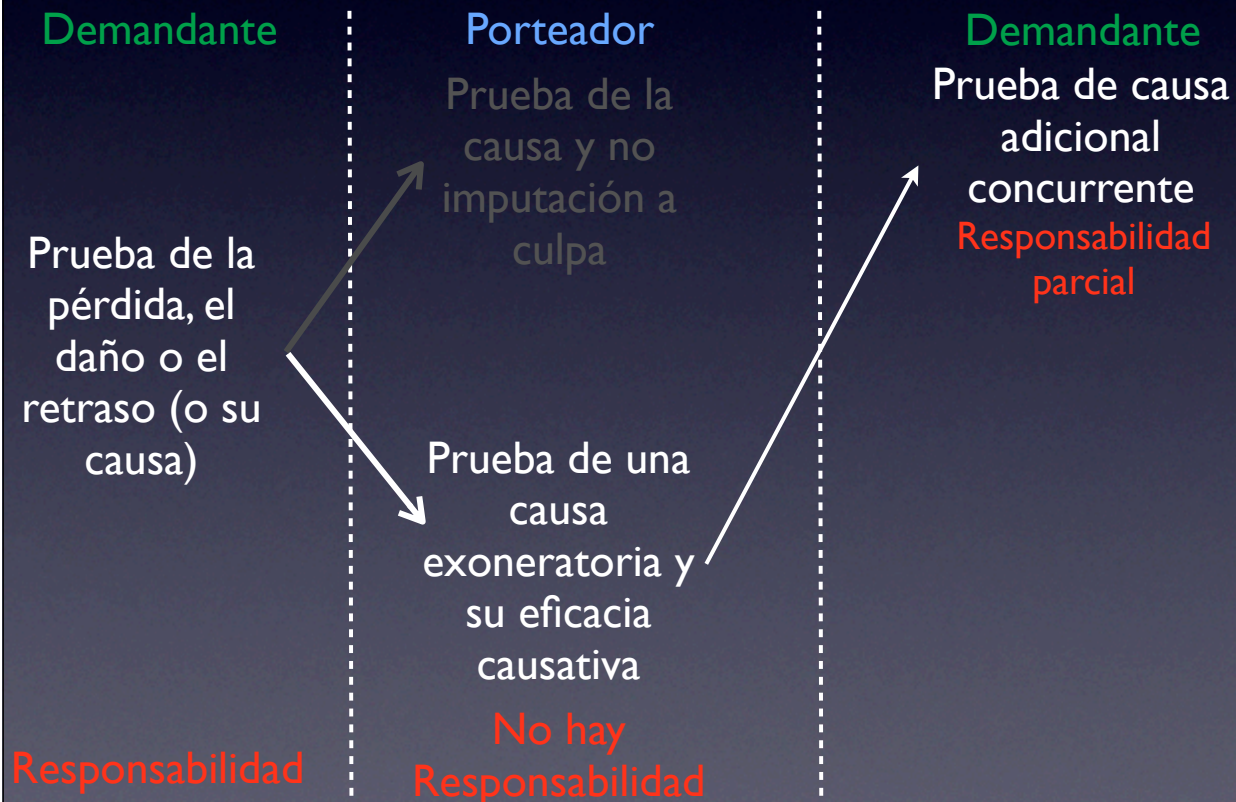 Demandante
Prueba de la
pérdida, el
daño o el
retraso (o su
causa)
Responsabilidad
Porteador
Prueba de la
causa y no
imputación a
culpa
Prueba de una
causa
exoneratoria y
su eficacia
causativa
No hay
Responsabilidad
Demandante
Prueba de causa
adicional
concurrente
Responsabilidad
parcial